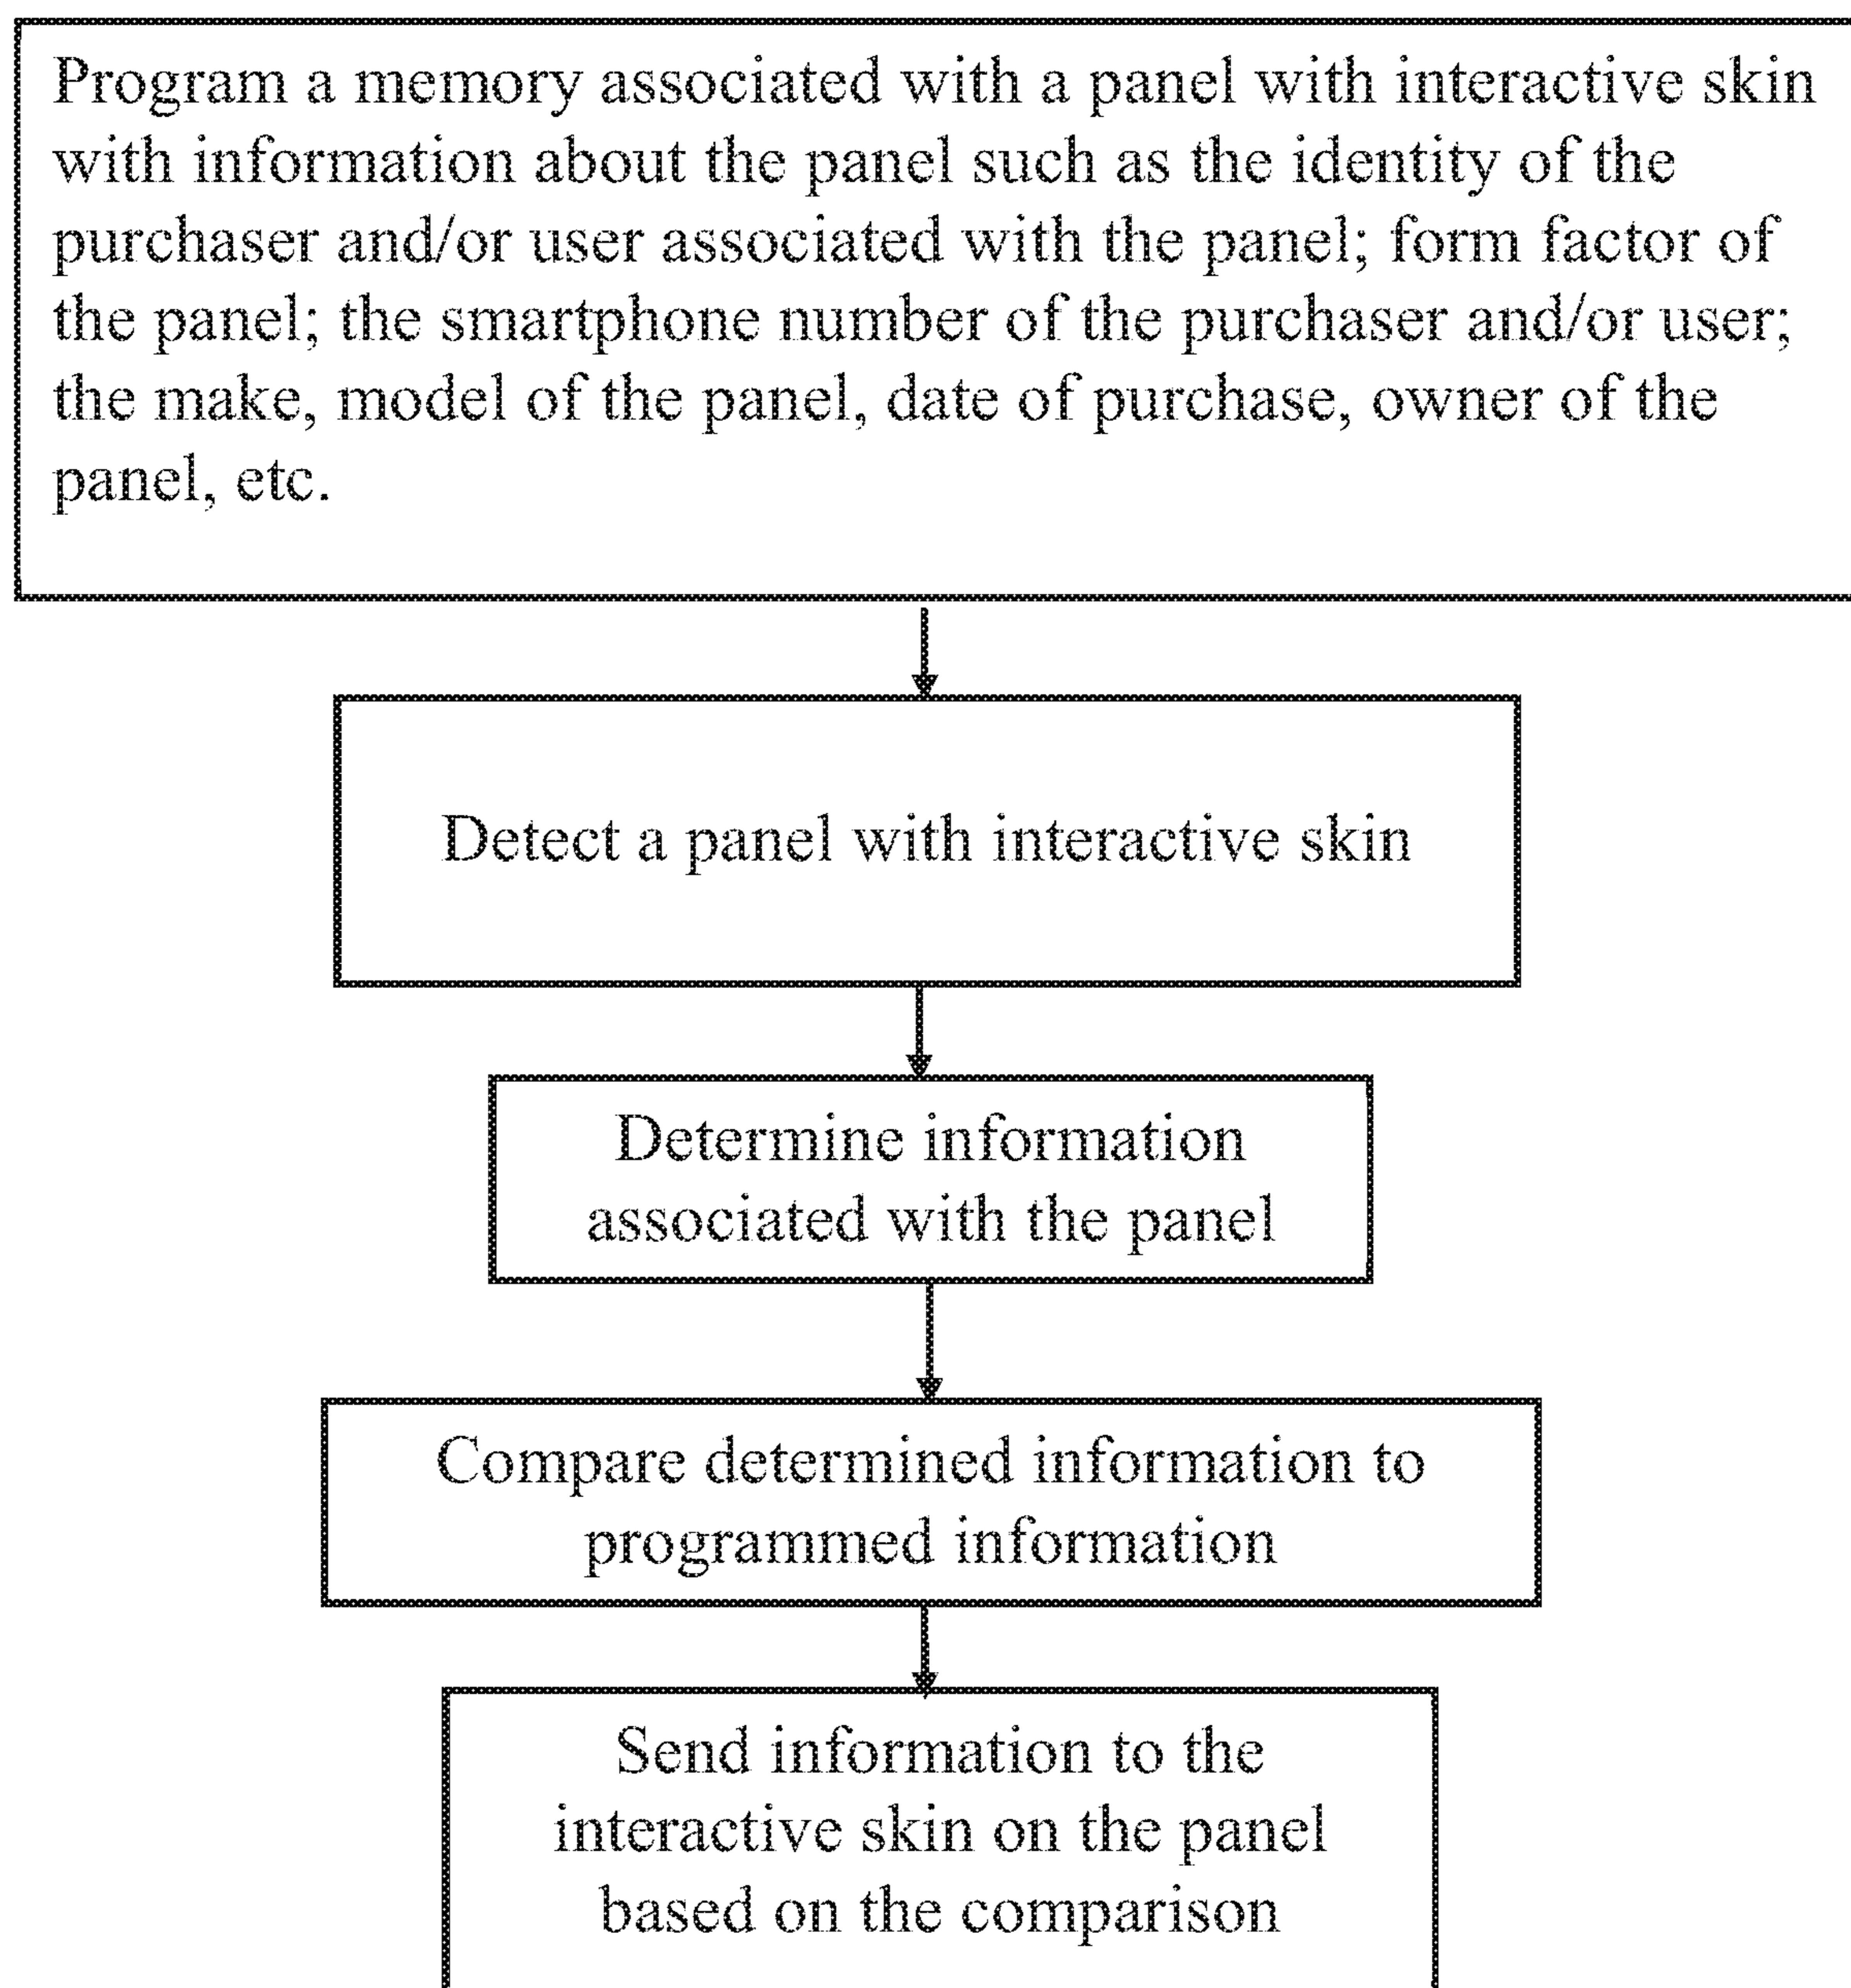 Program a memory associated with a panel with interactive skin
with information about the panel such as the identity of the
purchaser and/or user associated with the panel; form factor of
the panel; the smartphone number of the purchaser and/or user;
the make, model of the panel, date of purchase, owner of the
panel, etc.
Detect a panel with interactive skin
Determine information
associated with the panel
Compare determined information to
programmed information
Send information to the
interactive skin on the panel
based on the comparison